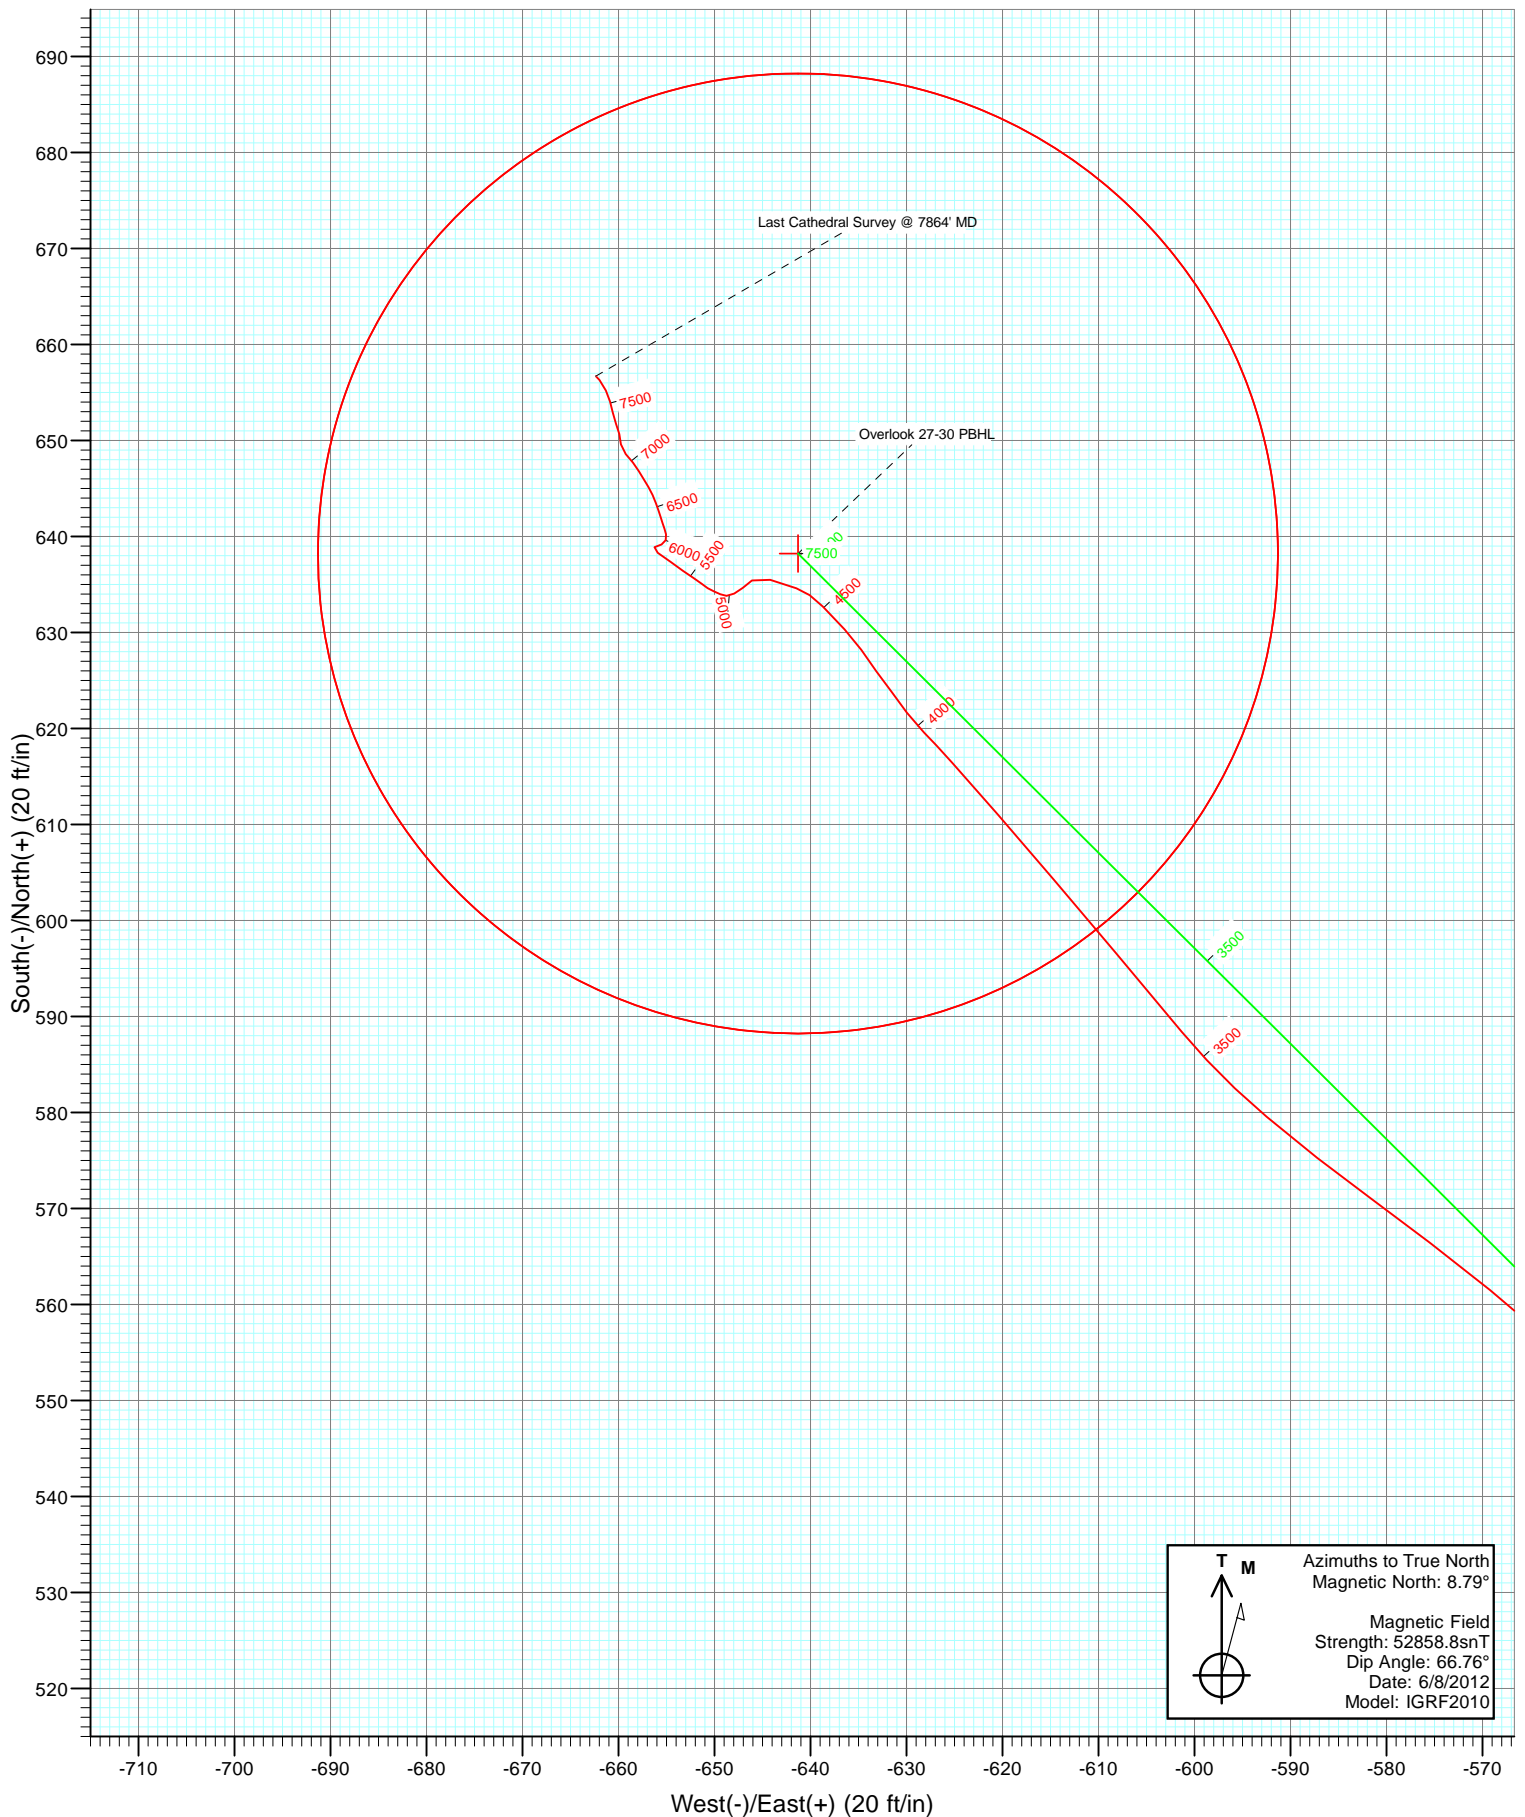 690
680
670
660
650
640
630
620
610
600
590
580
570
560
550
540
530
520
South(-)/North(+) (20 ft/in)
Last Cathedral Survey @ 7864' MD
Overlook 27-30 PBHL
7500
7000
6500
6000
5500
5000
7500
4500
4000
3500
3500
T M
Azimuths to True North
Magnetic North: 8.79°
Magnetic Field
Strength: 52858.8snT
Dip Angle: 66.76°
Date: 6/8/2012
Model: IGRF2010
-710 -700 -690 -680 -670 -660 -650 -640 -630 -620 -610 -600 -590 -580 -570
West(-)/East(+) (20 ft/in)